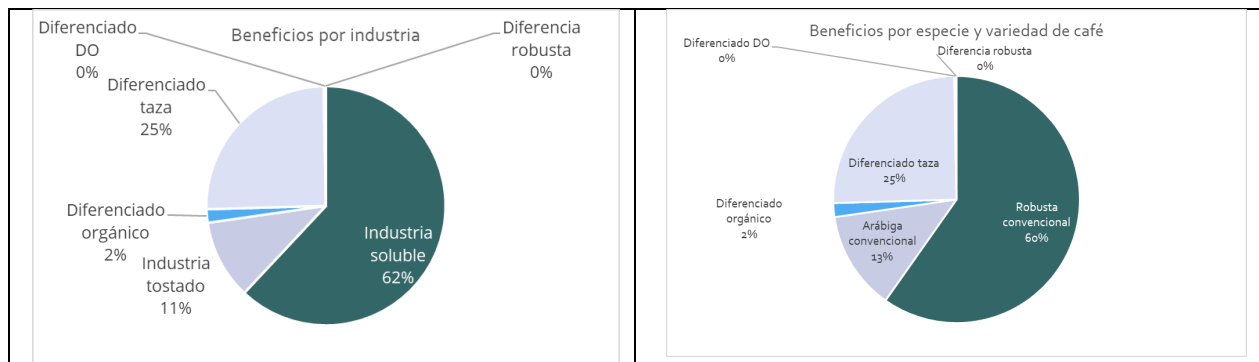 Beneficios por industria
Diferenciado
DO
0%
Diferencia
robusta
0%
Diferenciado
taza
25%
Diferenciado
orgánico
2%
Industria
tostado
11%
Industria
soluble
62%
Beneficios por especie y variedad de café
Diferenciado DO
0%
Diferencia robusta
0%
Diferenciado taza
25%
Diferenciado
orgánico
2%
Arábiga
convencional
13%
Robusta
convencional
60%